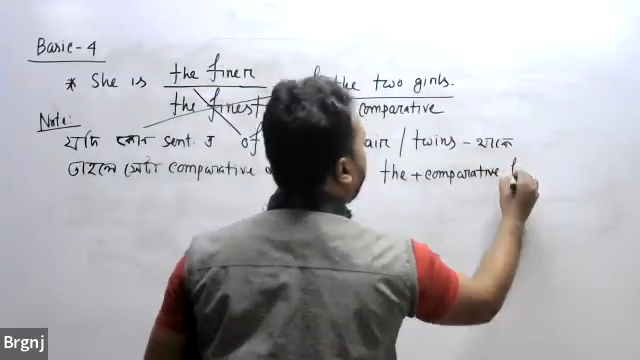 Basic-4
* She is the finer the two girls.
the finest comparative
Note:
যদি কোন sent. এ of air / twins - থাকে
তাহলে সেটা comparative the + comparative
Brgnj